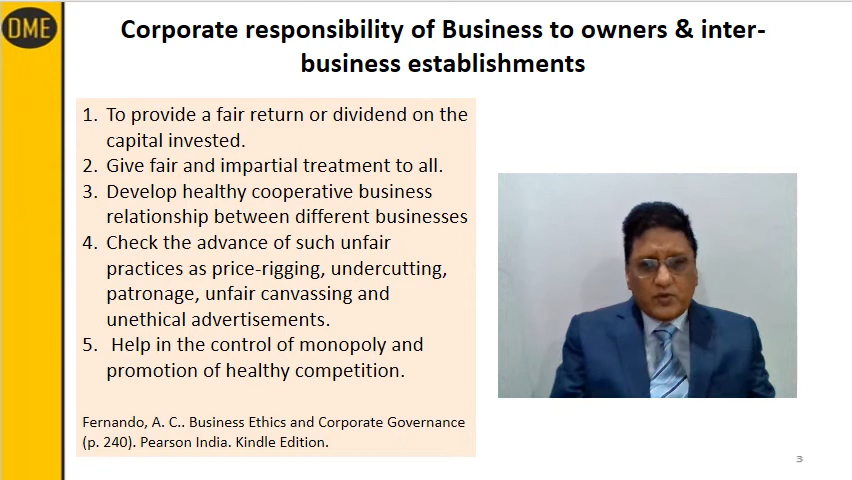 DME
Corporate responsibility of Business to owners & inter-
business establishments
1. To provide a fair return or dividend on the
capital invested.
2. Give fair and impartial treatment to all.
3. Develop healthy cooperative business
relationship between different businesses
4. Check the advance of such unfair
practices as price-rigging, undercutting,
patronage, unfair canvassing and
unethical advertisements.
5. Help in the control of monopoly and
promotion of healthy competition.
Fernando, A. C.. Business Ethics and Corporate Governance
(p. 240). Pearson India. Kindle Edition.
3